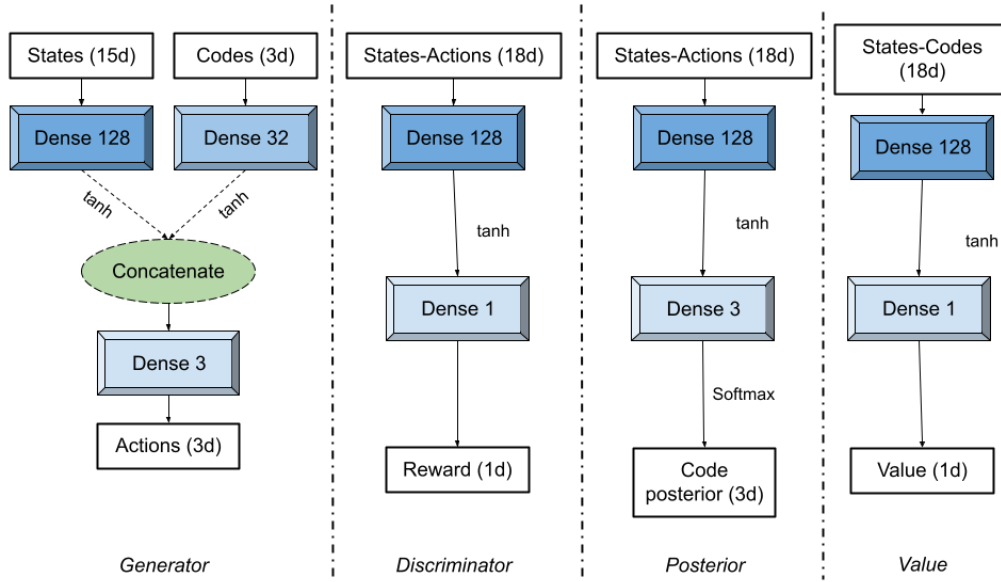 States (15d)
Codes (3d)
Dense 128
Dense 32
tanh
tanh
Concatenate
Dense 3
Actions (3d)
Generator
States-Actions (18d)
Dense 128
tanh
Dense 1
Reward (1d)
Discriminator
States-Actions (18d)
Dense 128
tanh
Dense 3
Softmax
Code
posterior (3d)
Posterior
States-Codes
(18d)
Dense 128
tanh
Dense 1
Value (1d)
Value